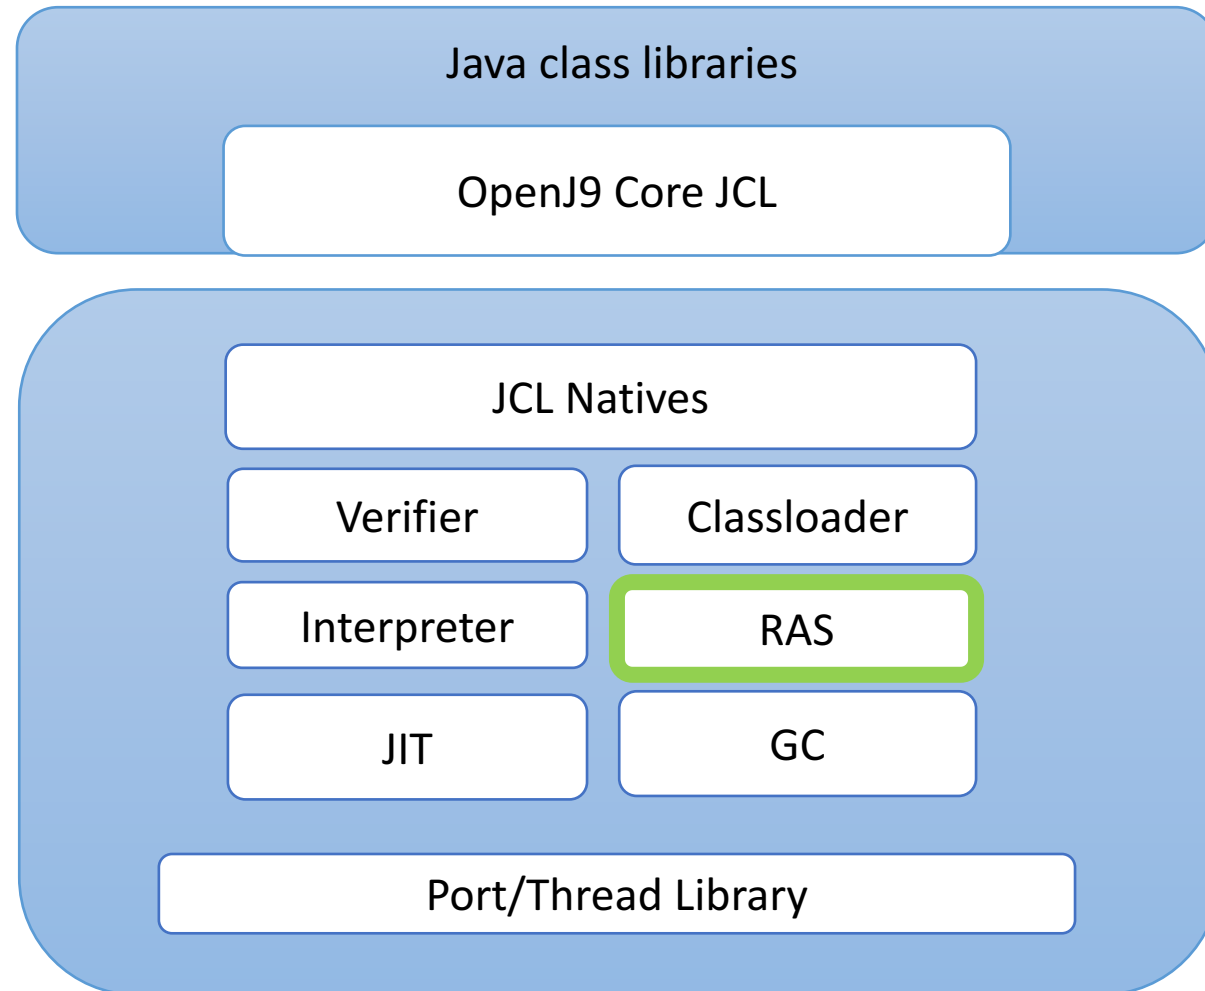 Java class libraries
OpenJ9 Core JCL
JCL Natives
Verifier
Classloader
Interpreter
RAS
JIT
GC
Port/Thread Library